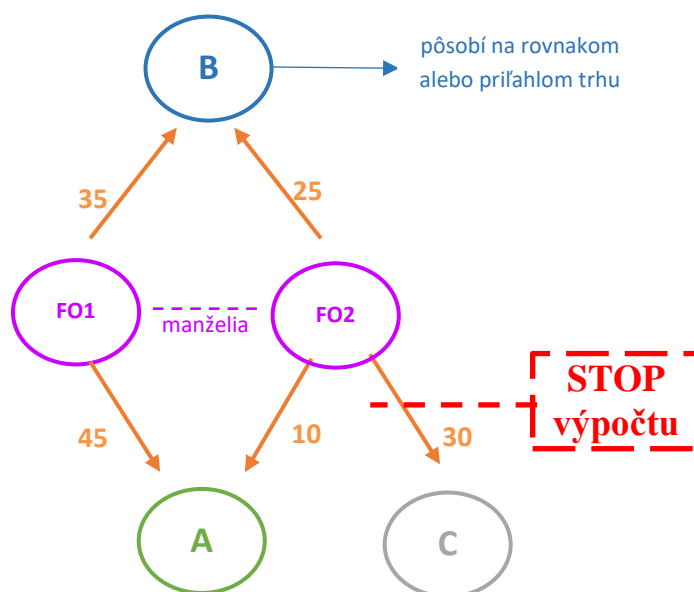 B
pôsobí na rovnakom
alebo priľahlom trhu
35
25
FO1
manželia
FO2
STOP
výpočtu
45
10
30
A
C